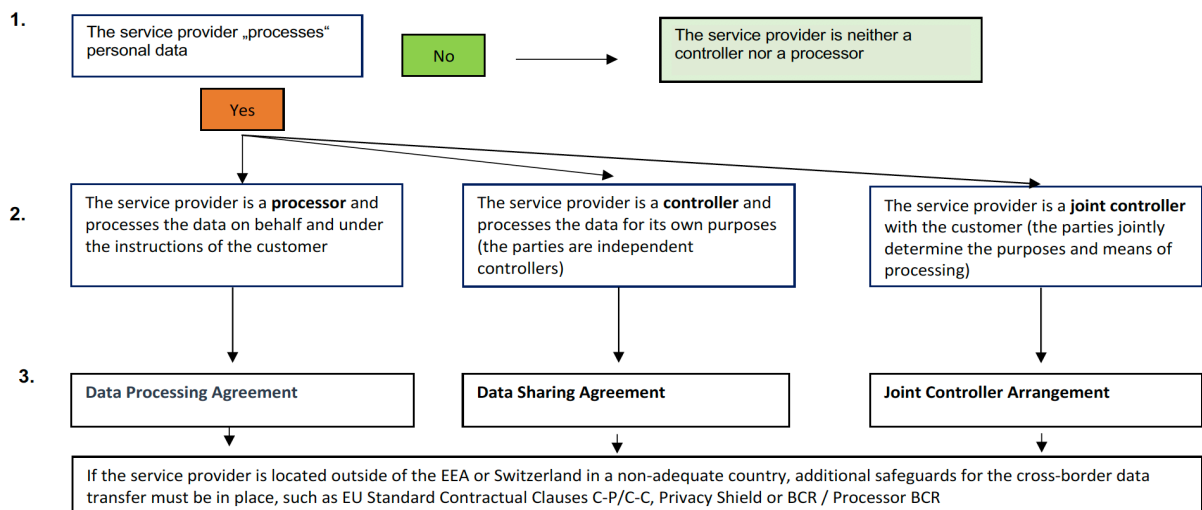 1.
The service provider „processes“
personal data
No
The service provider is neither a
controller nor a processor
Yes
2.
The service provider is a processor and
processes the data on behalf and under
the instructions of the customer
The service provider is a controller and
processes the data for its own purposes
(the parties are independent
controllers)
The service provider is a joint controller
with the customer (the parties jointly
determine the purposes and means of
processing)
3.
Data Processing Agreement
Data Sharing Agreement
Joint Controller Arrangement
If the service provider is located outside of the EEA or Switzerland in a non-adequate country, additional safeguards for the cross-border data
transfer must be in place, such as EU Standard Contractual Clauses C-P/C-C, Privacy Shield or BCR / Processor BCR